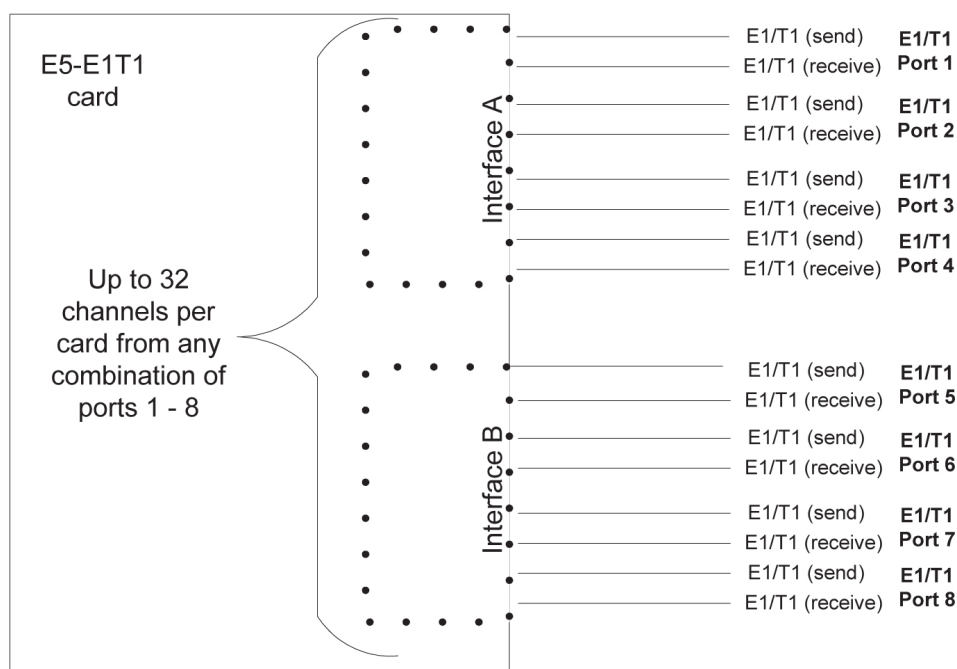 E5-E1T1
card
Up to 32
channels per
card from any
combination of
ports 1 - 8
Interface A
E1/T1 (send) E1/T1
E1/T1 (receive) Port 1
E1/T1 (send) E1/T1
E1/T1 (receive) Port 2
E1/T1 (send) E1/T1
E1/T1 (receive) Port 3
E1/T1 (send) E1/T1
E1/T1 (receive) Port 4
Interface B
E1/T1 (send) E1/T1
E1/T1 (receive) Port 5
E1/T1 (send) E1/T1
E1/T1 (receive) Port 6
E1/T1 (send) E1/T1
E1/T1 (receive) Port 7
E1/T1 (send) E1/T1
E1/T1 (receive) Port 8